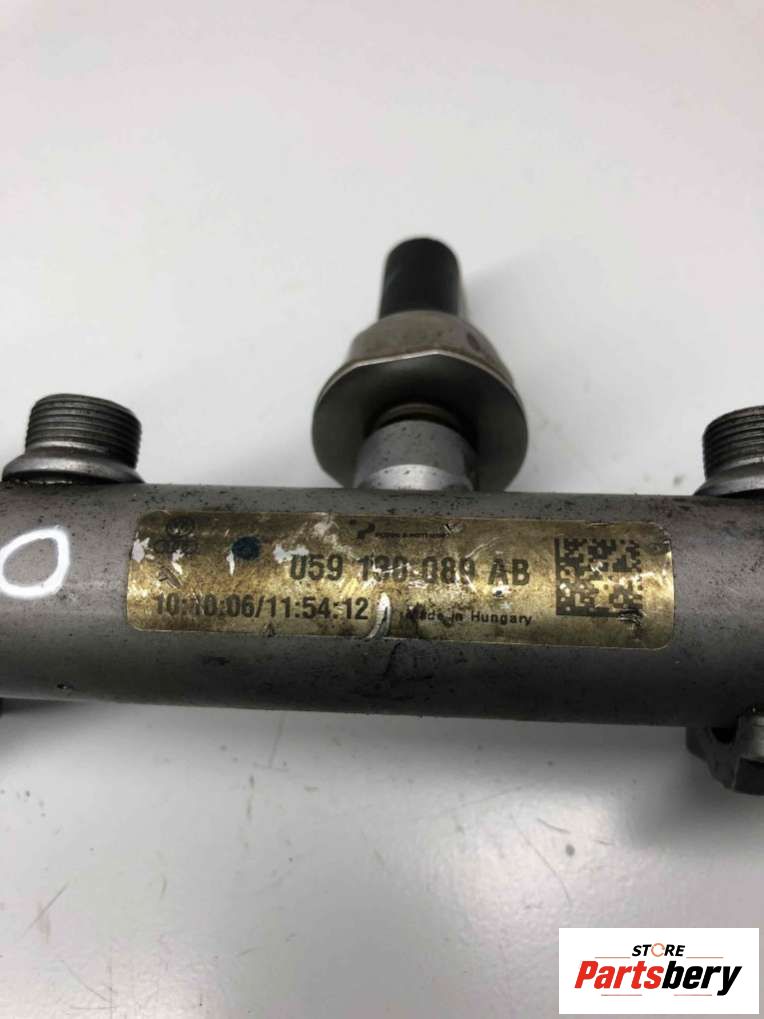 059 130 089 AB
10:10:06/11:54:12
Made in Hungary
O
STORE
Partsbery